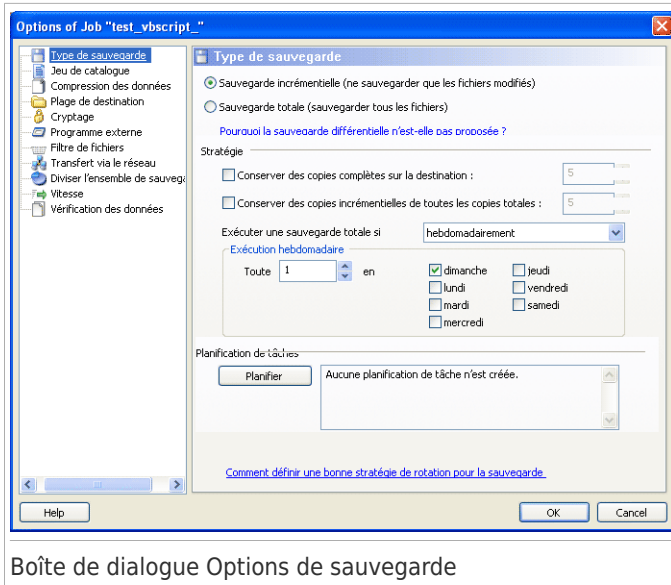 Options of Job "test_vbscript_"
Type de sauvegarde
Jeu de catalogue
Compression des données
Plage de destination
Cryptage
Programme externe
Filtre de fichiers
Transfert via le réseau
Diviser l'ensemble de sauvega
Vitesse
Vérification des données
Type de sauvegarde
Sauvegarde incrémentielle (ne sauvegarder que les fichiers modifiés)
Sauvegarde totale (sauvegarder tous les fichiers)
Pourquoi la sauvegarde différentielle n'est-elle pas proposée ?
Stratégie
Conserver des copies complètes sur la destination : 5
Conserver des copies incrémentielles de toutes les copies totales : 5
Exécuter une sauvegarde totale si hebdomadairement
Exécution hebdomadaire
Toute 1 en dimanche jeudi
lundi vendredi
mardi samedi
mercredi
Planification de tâches
Planifier Aucune planification de tâche n'est créée.
Comment définir une bonne stratégie de rotation pour la sauvegarde
Help OK Cancel
Boîte de dialogue Options de sauvegarde